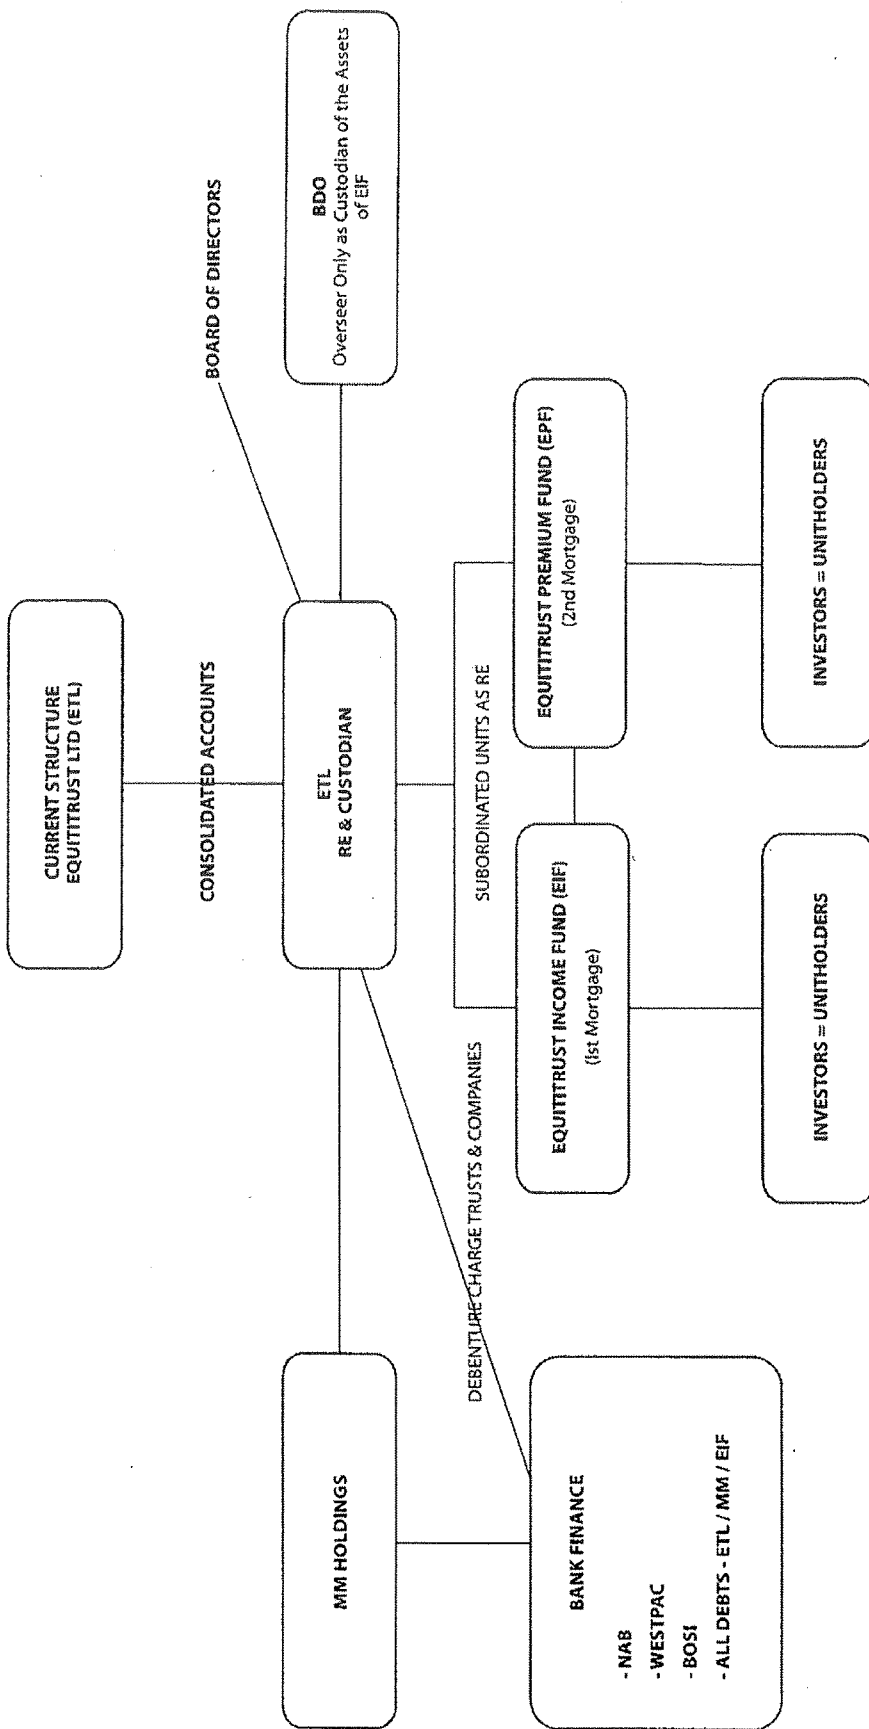 CURRENT STRUCTURE
EQUITITRUST LTD (ETL)
CONSOLIDATED ACCOUNTS
BOARD OF DIRECTORS
MM HOLDINGS
ETL
RE & CUSTODIAN
BDO
Overseer Only as Custodian of the Assets
of EIF
DEBENTURE CHARGE TRUSTS & COMPANIES
SUBORDINATED UNITS AS RE
BANK FINANCE
- NAB
- WESTPAC
- BOSI
- ALL DEBTS - ETL / MM / EIF
EQUITITRUST INCOME FUND (EIF)
(Ist Mortgage)
EQUITITRUST PREMIUM FUND (EPF)
(2nd Mortgage)
INVESTORS = UNITHOLDERS
INVESTORS = UNITHOLDERS